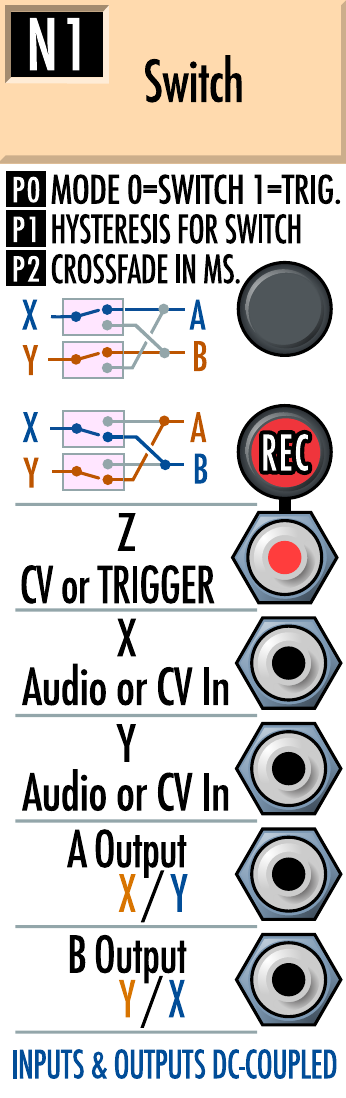 N1
Switch
P0 MODE 0=SWITCH 1=TRIG.
P1 HYSTERESIS FOR SWITCH
P2 CROSSFADE IN MS.
X A
Y B
X A
Y B
REC
Z
CV or TRIGGER
X
Audio or CV In
Y
Audio or CV In
A Output
X/Y
B Output
Y/X
INPUTS & OUTPUTS DC-COUPLED